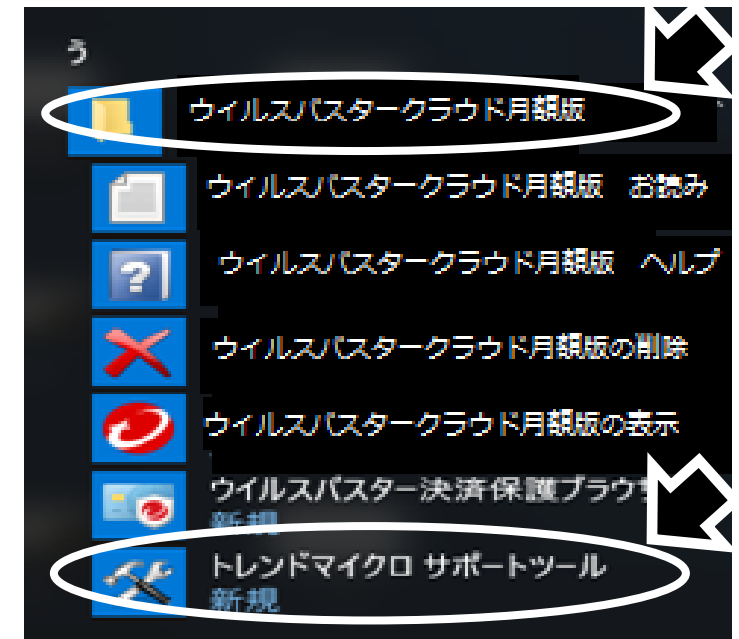 う
ウイルスバスタークラウド月額版
ウイルスバスタークラウド月額版　お読み
ウイルスバスタークラウド月額版　ヘルプ
ウイルスバスタークラウド月額版の削除
ウイルスバスタークラウド月額版の表示
ウイルスバスター決済保護ブラウ
新規
トレンドマイクロ サポートツール
新規